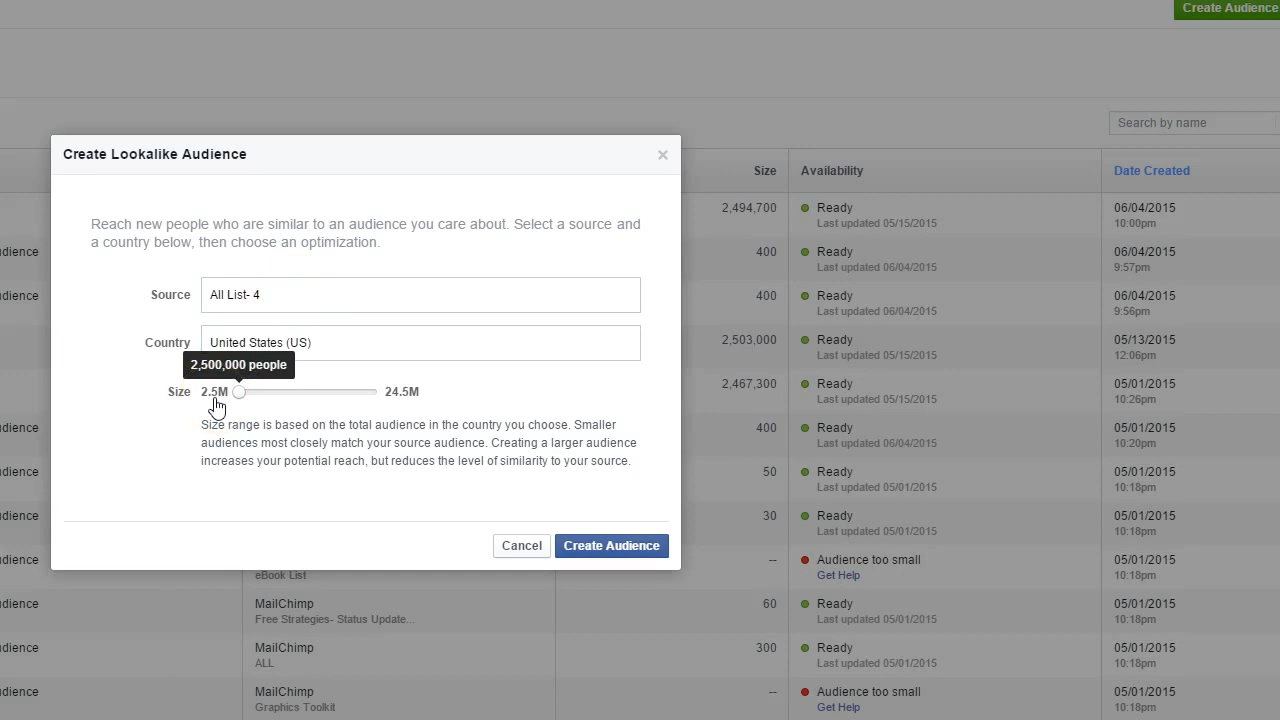 Create Audience
Search by name
Create Lookalike Audience
×
Reach new people who are similar to an audience you care about. Select a source and
a country below, then choose an optimization.
Source All List- 4
Country United States (US)
2,500,000 people
Size 2.5M 24.5M
Size range is based on the total audience in the country you choose. Smaller
audiences most closely match your source audience. Creating a larger audience
increases your potential reach, but reduces the level of similarity to your source.
Cancel Create Audience
Size Availability Date Created
2,494,700 Ready 06/04/2015
Last updated 05/15/2015 10:00pm
udience 400 Ready 06/04/2015
Last updated 06/04/2015 9:57pm
udience 400 Ready 06/04/2015
Last updated 06/04/2015 9:56pm
2,503,000 Ready 05/13/2015
Last updated 05/15/2015 12:06pm
2,467,300 Ready 05/01/2015
Last updated 05/15/2015 10:26pm
udience 400 Ready 05/01/2015
Last updated 06/04/2015 10:20pm
udience 50 Ready 05/01/2015
Last updated 05/01/2015 10:18pm
udience 30 Ready 05/01/2015
Last updated 05/01/2015 10:18pm
udience -- Audience too small 05/01/2015
eBook List Get Help 10:18pm
udience MailChimp 60 Ready 05/01/2015
Free Strategies- Status Update... Last updated 05/01/2015 10:18pm
udience MailChimp 300 Ready 05/01/2015
ALL Last updated 05/01/2015 10:18pm
udience MailChimp -- Audience too small 05/01/2015
Graphics Toolkit Get Help 10:18pm